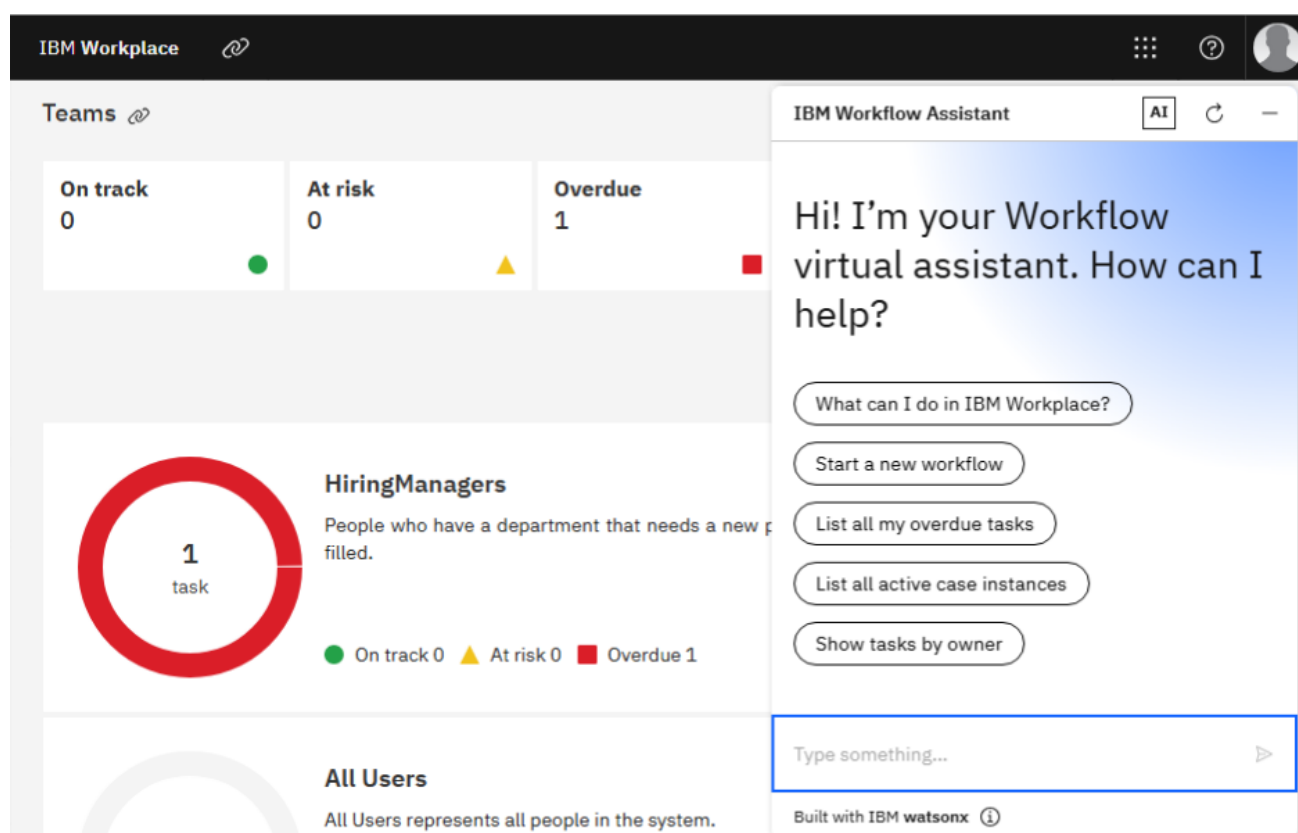 IBM Workplace
Teams
On track
0
At risk
0
Overdue
1
1
task
HiringManagers
People who have a department that needs a new p
filled.
On track 0 At risk 0 Overdue 1
All Users
All Users represents all people in the system.
IBM Workflow Assistant
AI
Hi! I'm your Workflow
virtual assistant. How can I
help?
What can I do in IBM Workplace?
Start a new workflow
List all my overdue tasks
List all active case instances
Show tasks by owner
Type something...
Built with IBM watsonx